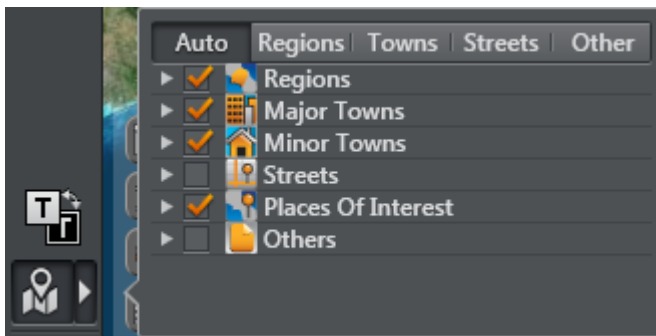 Auto Regions Towns Streets Other
Regions
Major Towns
Minor Towns
Streets
Places Of Interest
Others
T
T